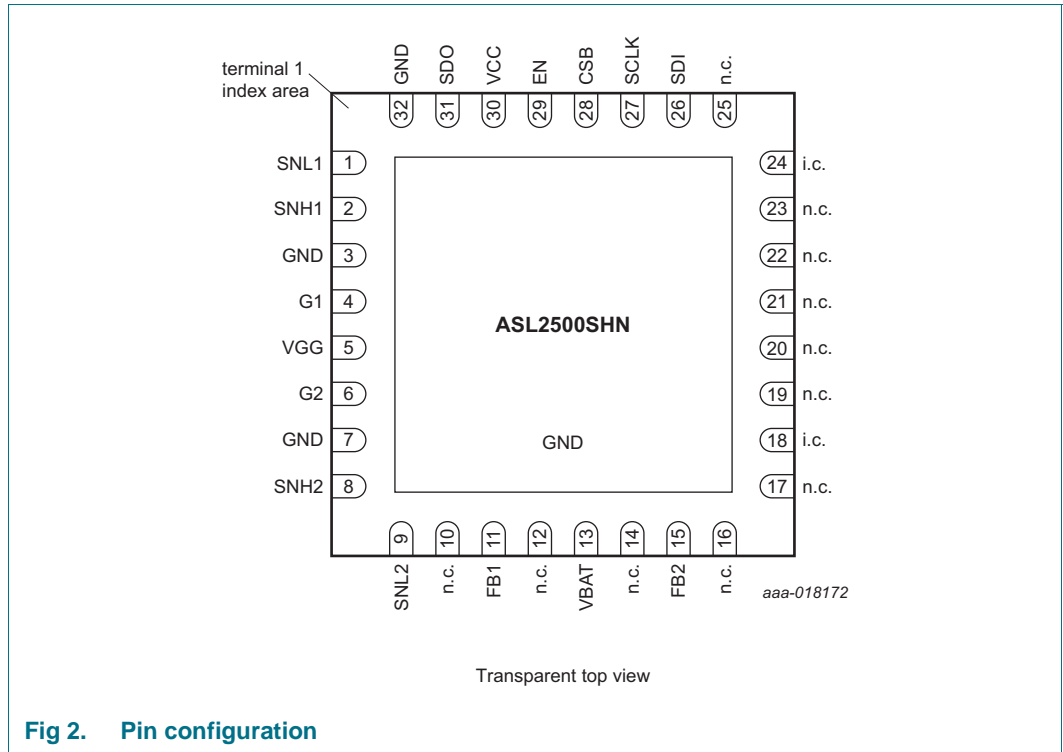 terminal 1
index area
GND
SDO
VCC
EN
CSB
SCLK
SDI
n.c.
32
31
30
29
28
27
26
25
SNL1 1
SNH1 2
GND 3
G1 4
VGG 5
G2 6
GND 7
SNH2 8
24 i.c.
23 n.c.
22 n.c.
21 n.c.
20 n.c.
19 n.c.
18 i.c.
17 n.c.
ASL2500SHN
GND
9
10
11
12
13
14
15
16
SNL2
n.c.
FB1
n.c.
VBAT
n.c.
FB2
n.c.
aaa-018172
Transparent top view
Fig 2. Pin configuration